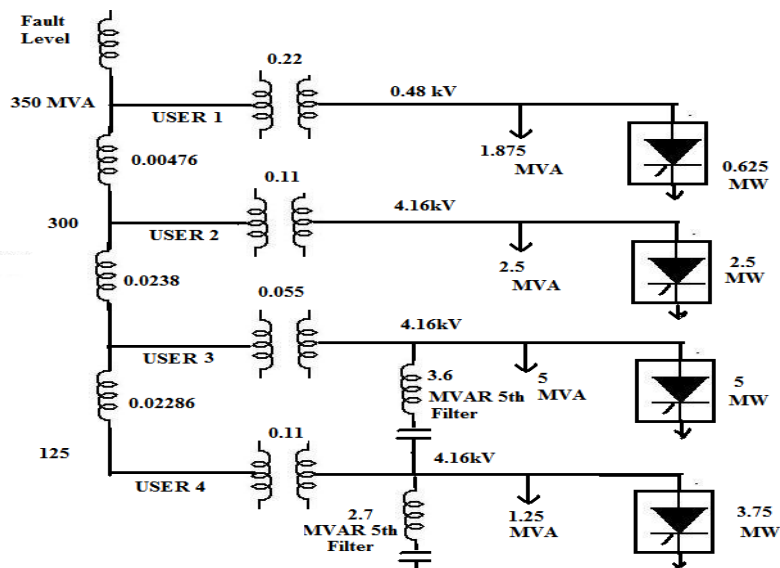 Fault
Level
0.22
350 MVA
USER 1
0.48 kV
1.875
MVA
0.625
MW
0.00476
0.11
300
USER 2
4.16kV
2.5
MVA
2.5
MW
0.0238
0.055
USER 3
4.16kV
3.6
MVAR 5th
Filter
5
MVA
5
MW
0.02286
0.11
125
USER 4
4.16kV
2.7
MVAR 5th
Filter
1.25
MVA
3.75
MW